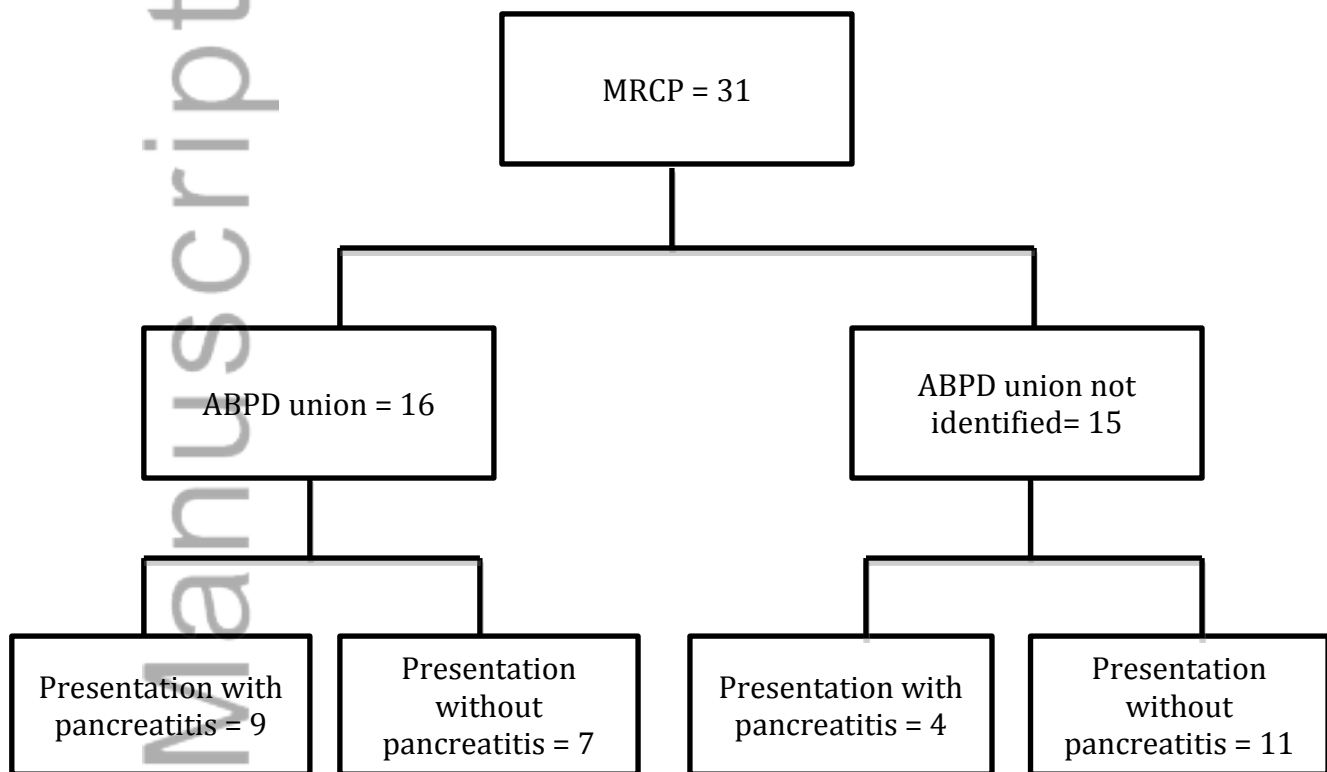 MRCP = 31
ABPD union = 16
ABPD union not
identified= 15
Presentation with
pancreatitis = 9
Presentation
without
pancreatitis = 7
Presentation with
pancreatitis = 4
Presentation
without
pancreatitis = 11
Manuscript